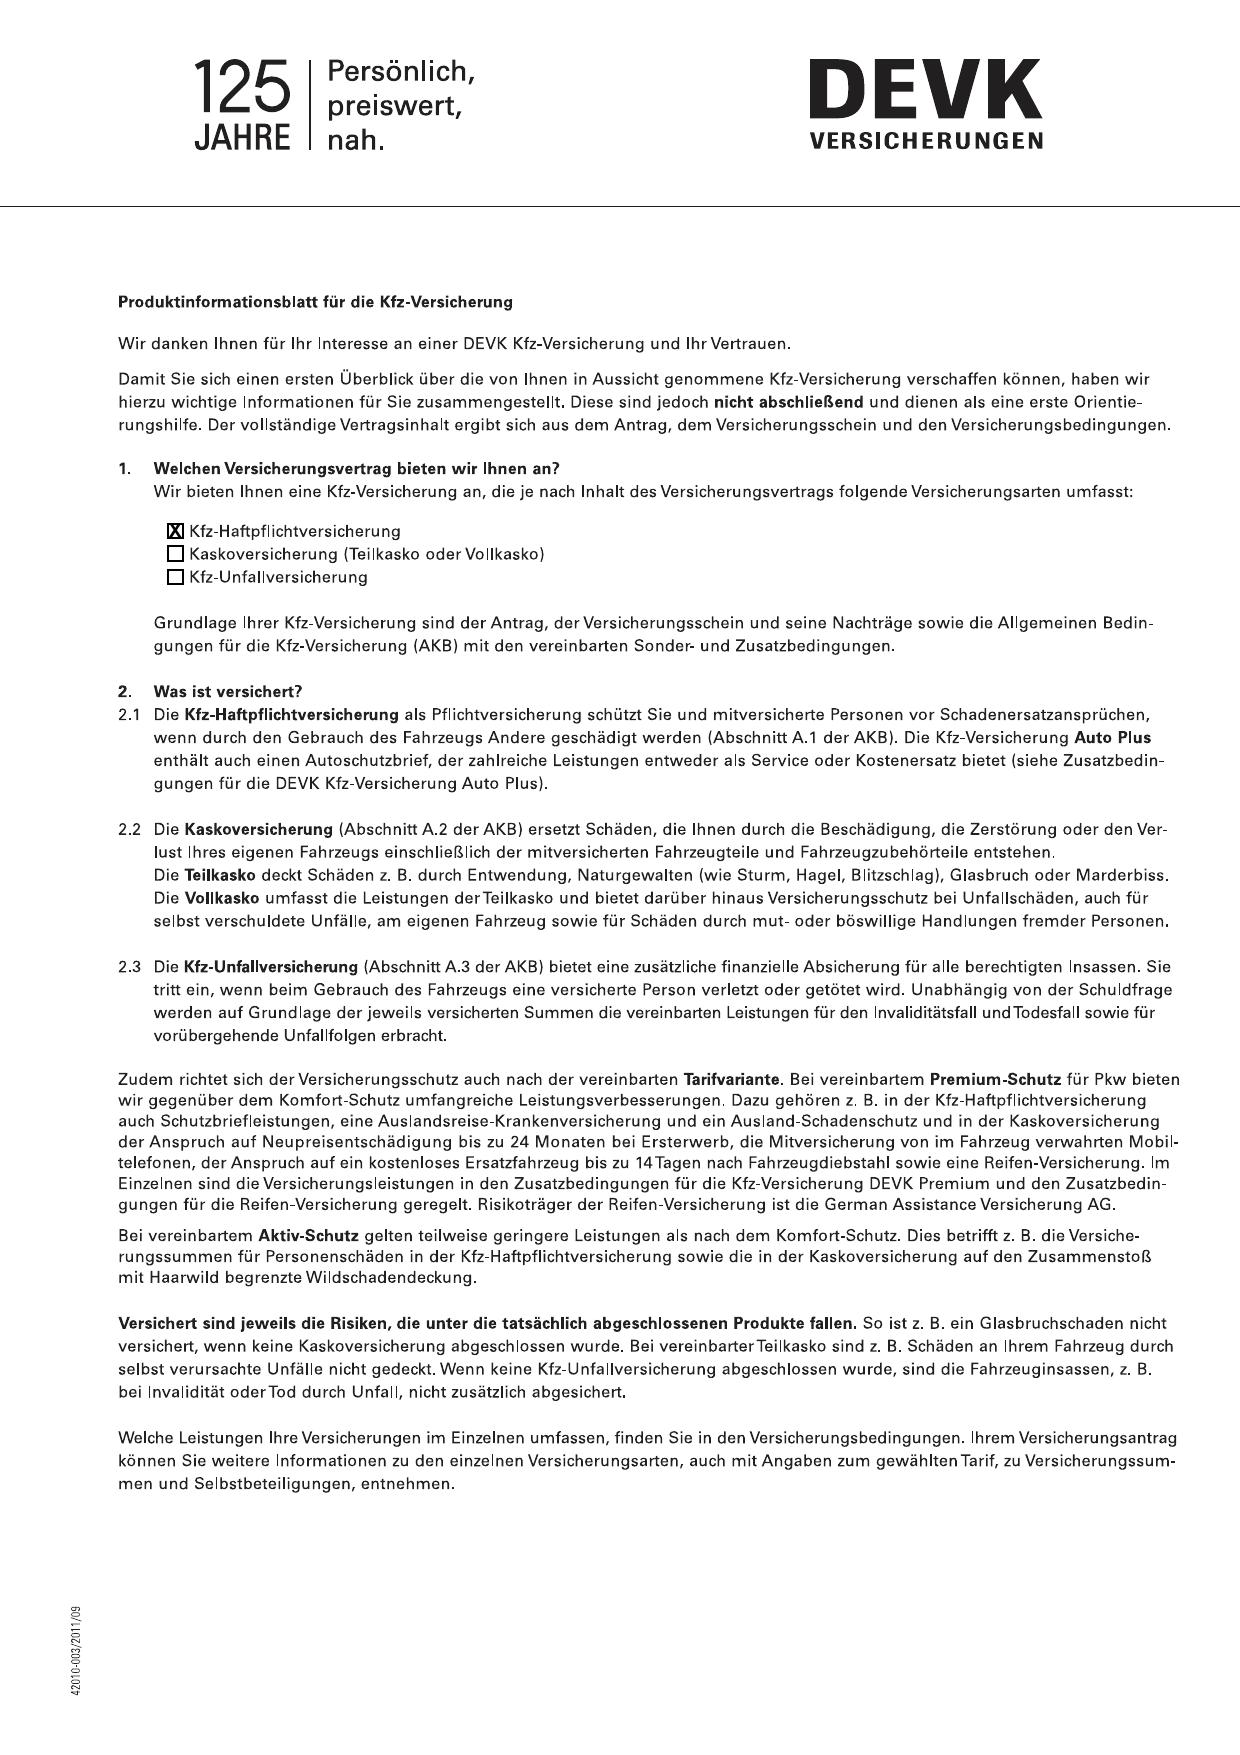 125
JAHRE
Persönlich,
preiswert,
nah.
DEVK
VERSICHERUNGEN
Produktinformationsblatt für die Kfz-Versicherung
Wir danken Ihnen für Ihr Interesse an einer DEVK Kfz-Versicherung und Ihr Vertrauen.
Damit Sie sich einen ersten Überblick über die von Ihnen in Aussicht genommene Kfz-Versicherung verschaffen können, haben wir
hierzu wichtige Informationen für Sie zusammengestellt. Diese sind jedoch nicht abschließend und dienen als eine erste Orientie-
rungshilfe. Der vollständige Vertragsinhalt ergibt sich aus dem Antrag, dem Versicherungsschein und den Versicherungsbedingungen.
1. Welchen Versicherungsvertrag bieten wir Ihnen an?
Wir bieten Ihnen eine Kfz-Versicherung an, die je nach Inhalt des Versicherungsvertrags folgende Versicherungsarten umfasst:
X Kfz-Haftpflichtversicherung
Kaskoversicherung (Teilkasko oder Vollkasko)
Kfz-Unfallversicherung
Grundlage Ihrer Kfz-Versicherung sind der Antrag, der Versicherungsschein und seine Nachträge sowie die Allgemeinen Bedin-
gungen für die Kfz-Versicherung (AKB) mit den vereinbarten Sonder- und Zusatzbedingungen.
2. Was ist versichert?
2.1 Die Kfz-Haftpflichtversicherung als Pflichtversicherung schützt Sie und mitversicherte Personen vor Schadenersatzansprüchen,
wenn durch den Gebrauch des Fahrzeugs Andere geschädigt werden (Abschnitt A.1 der AKB). Die Kfz-Versicherung Auto Plus
enthält auch einen Autoschutzbrief, der zahlreiche Leistungen entweder als Service oder Kostenersatz bietet (siehe Zusatzbedin-
gungen für die DEVK Kfz-Versicherung Auto Plus).
2.2 Die Kaskoversicherung (Abschnitt A.2 der AKB) ersetzt Schäden, die Ihnen durch die Beschädigung, die Zerstörung oder den Ver-
lust Ihres eigenen Fahrzeugs einschließlich der mitversicherten Fahrzeugteile und Fahrzeugzubehörteile entstehen.
Die Teilkasko deckt Schäden z. B. durch Entwendung, Naturgewalten (wie Sturm, Hagel, Blitzschlag), Glasbruch oder Marderbiss.
Die Vollkasko umfasst die Leistungen der Teilkasko und bietet darüber hinaus Versicherungsschutz bei Unfallschäden, auch für
selbst verschuldete Unfälle, am eigenen Fahrzeug sowie für Schäden durch mut- oder böswillige Handlungen fremder Personen.
2.3 Die Kfz-Unfallversicherung (Abschnitt A.3 der AKB) bietet eine zusätzliche finanzielle Absicherung für alle berechtigten Insassen. Sie
tritt ein, wenn beim Gebrauch des Fahrzeugs eine versicherte Person verletzt oder getötet wird. Unabhängig von der Schuldfrage
werden auf Grundlage der jeweils versicherten Summen die vereinbarten Leistungen für den Invaliditätsfall und Todesfall sowie für
vorübergehende Unfallfolgen erbracht.
Zudem richtet sich der Versicherungsschutz auch nach der vereinbarten Tarifvariante. Bei vereinbartem Premium-Schutz für Pkw bieten
wir gegenüber dem Komfort-Schutz umfangreiche Leistungsverbesserungen. Dazu gehören z. B. in der Kfz-Haftpflichtversicherung
auch Schutzbriefleistungen, eine Auslandsreise-Krankenversicherung und ein Ausland-Schadenschutz und in der Kaskoversicherung
der Anspruch auf Neupreisentschädigung bis zu 24 Monaten bei Ersterwerb, die Mitversicherung von im Fahrzeug verwahrten Mobil-
telefonen, der Anspruch auf ein kostenloses Ersatzfahrzeug bis zu 14 Tagen nach Fahrzeugdiebstahl sowie eine Reifen-Versicherung. Im
Einzelnen sind die Versicherungsleistungen in den Zusatzbedingungen für die Kfz-Versicherung DEVK Premium und den Zusatzbedin-
gungen für die Reifen-Versicherung geregelt. Risikoträger der Reifen-Versicherung ist die German Assistance Versicherung AG.
Bei vereinbartem Aktiv-Schutz gelten teilweise geringere Leistungen als nach dem Komfort-Schutz. Dies betrifft z. B. die Versiche-
rungssummen für Personenschäden in der Kfz-Haftpflichtversicherung sowie die in der Kaskoversicherung auf den Zusammenstoß
mit Haarwild begrenzte Wildschadendeckung.
Versichert sind jeweils die Risiken, die unter die tatsächlich abgeschlossenen Produkte fallen. So ist z. B. ein Glasbruchschaden nicht
versichert, wenn keine Kaskoversicherung abgeschlossen wurde. Bei vereinbarter Teilkasko sind z. B. Schäden an Ihrem Fahrzeug durch
selbst verursachte Unfälle nicht gedeckt. Wenn keine Kfz-Unfallversicherung abgeschlossen wurde, sind die Fahrzeuginsassen, z. B.
bei Invalidität oder Tod durch Unfall, nicht zusätzlich abgesichert.
Welche Leistungen Ihre Versicherungen im Einzelnen umfassen, finden Sie in den Versicherungsbedingungen. Ihrem Versicherungsantrag
können Sie weitere Informationen zu den einzelnen Versicherungsarten, auch mit Angaben zum gewählten Tarif, zu Versicherungssum-
men und Selbstbeteiligungen, entnehmen.
42010-003/2011/09